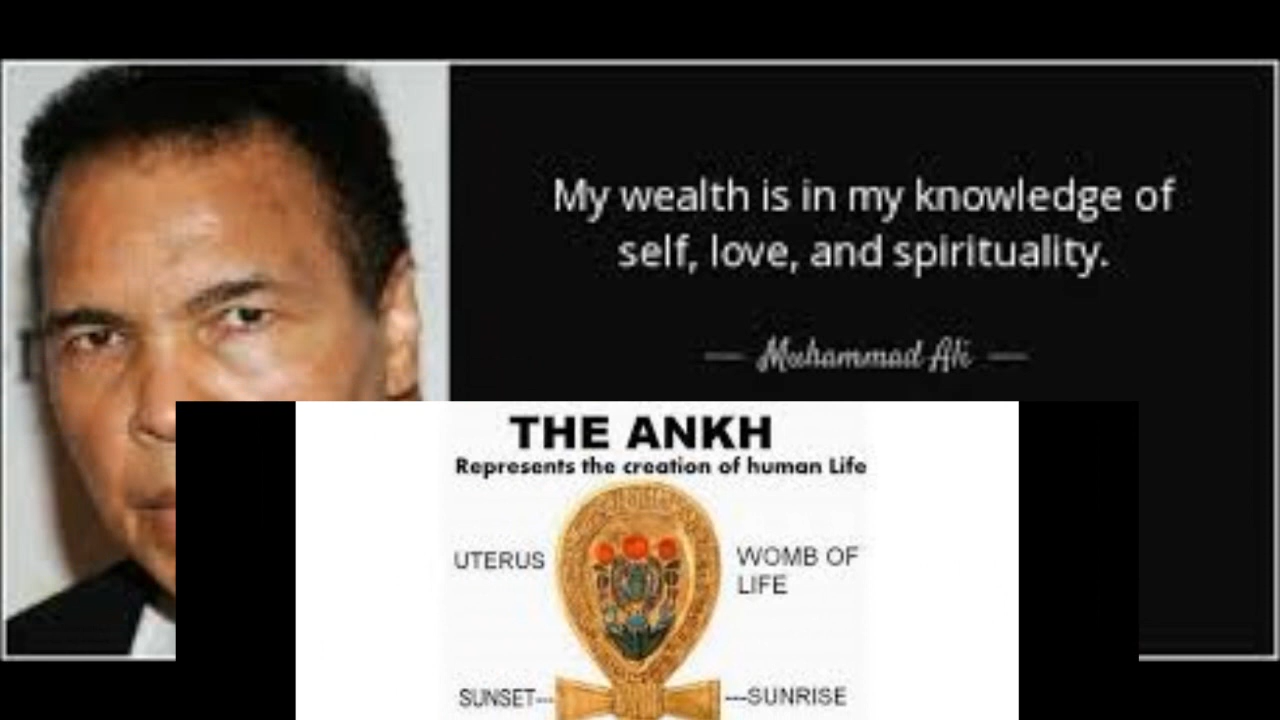 My wealth is in my knowledge of
self, love, and spirituality.
— Muhammad Ali —
THE ANKH
Represents the creation of human Life
UTERUS
WOMB OF
LIFE
SUNSET---
---SUNRISE